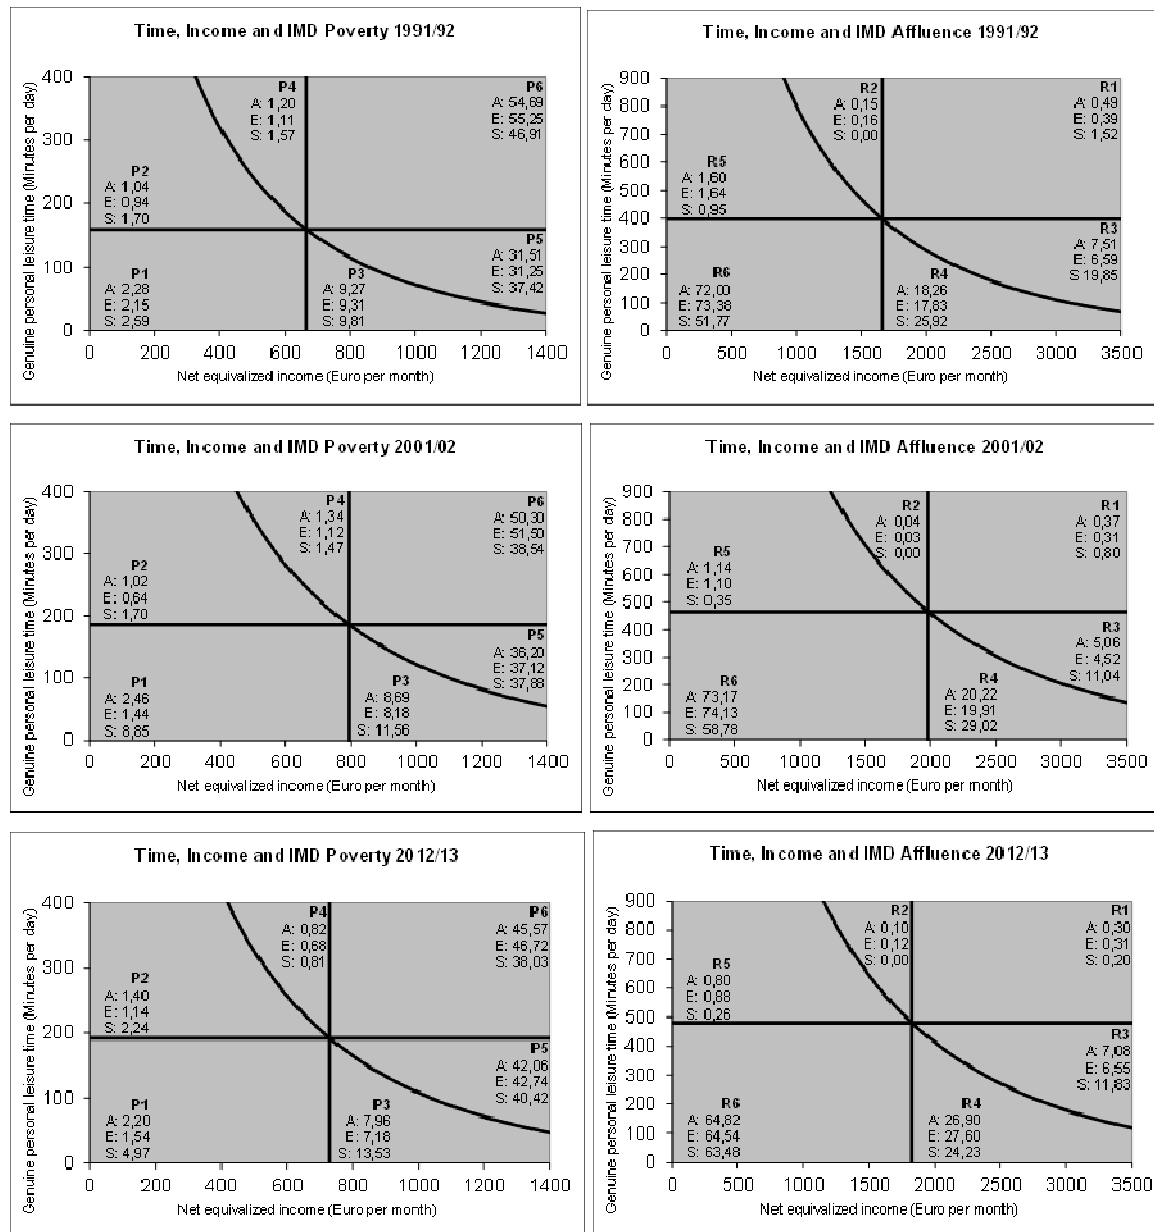 Time, Income and IMD Poverty 1991/92
Genuine personal leisure time (Minutes per day)
400
300
200
100
0
P4
A: 1,20
E: 1,11
S: 1,57
P6
A: 54,69
E: 55,25
S: 46,91
P2
A: 1,04
E: 0,94
S: 1,70
P5
A: 31,51
E: 31,25
S: 37,42
P1
A: 2,28
E: 2,15
S: 2,59
P3
A: 9,27
E: 9,31
S: 9,81
0 200 400 600 800 1000 1200 1400
Net equivalized income (Euro per month)
Time, Income and IMD Affluence 1991/92
Genuine personal leisure time (Minutes per day)
900
800
700
600
500
400
300
200
100
0
R2
A: 0,15
E: 0,16
S: 0,00
R1
A: 0,49
E: 0,39
S: 1,52
R5
A: 1,60
E: 1,64
S: 0,95
R3
A: 7,51
E: 6,59
S 19,85
R6
A: 72,00
E: 73,38
S: 51,77
R4
A: 18,26
E: 17,83
S: 25,92
0 500 1000 1500 2000 2500 3000 3500
Net equivalized income (Euro per month)
Time, Income and IMD Poverty 2001/02
Genuine personal leisure time (Minutes per day)
400
300
200
100
0
P4
A: 1,34
E: 1,12
S: 1,47
P6
A: 50,30
E: 51,50
S: 38,54
P2
A: 1,02
E: 0,64
S: 1,70
P5
A: 36,20
E: 37,12
S: 37,88
P1
A: 2,46
E: 1,44
S: 8,85
P3
A: 8,69
E: 8,18
S: 11,56
0 200 400 600 800 1000 1200 1400
Net equivalized income (Euro per month)
Time, Income and IMD Affluence 2001/02
Genuine personal leisure time (Minutes per day)
900
800
700
600
500
400
300
200
100
0
R2
A: 0,04
E: 0,03
S: 0,00
R1
A: 0,37
E: 0,31
S: 0,80
R5
A: 1,14
E: 1,10
S: 0,35
R3
A: 5,06
E: 4,52
S: 11,04
R6
A: 73,17
E: 74,13
S: 58,78
R4
A: 20,22
E: 19,91
S: 29,02
0 500 1000 1500 2000 2500 3000 3500
Net equivalized income (Euro per month)
Time, Income and IMD Poverty 2012/13
Genuine personal leisure time (Minutes per day)
400
300
200
100
0
P4
A: 0,82
E: 0,68
S: 0,81
P6
A: 45,57
E: 46,72
S: 38,03
P2
A: 1,40
E: 1,14
S: 2,24
P5
A: 42,06
E: 42,74
S: 40,42
P1
A: 2,20
E: 1,54
S: 4,97
P3
A: 7,96
E: 7,18
S: 13,53
0 200 400 600 800 1000 1200 1400
Net equivalized income (Euro per month)
Time, Income and IMD Affluence 2012/13
Genuine personal leisure time (Minutes per day)
900
800
700
600
500
400
300
200
100
0
R2
A: 0,10
E: 0,12
S: 0,00
R1
A: 0,30
E: 0,31
S: 0,20
R5
A: 0,80
E: 0,88
S: 0,26
R3
A: 7,08
E: 6,55
S: 11,83
R6
A: 64,82
E: 64,54
S: 63,48
R4
A: 26,90
E: 27,60
S: 24,23
0 500 1000 1500 2000 2500 3000 3500
Net equivalized income (Euro per month)